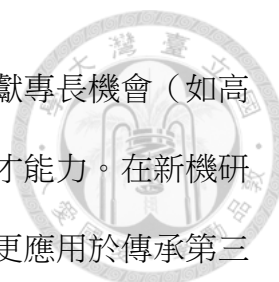 獻專長機會（如高
才能力。在新機研
更應用於傳承第三